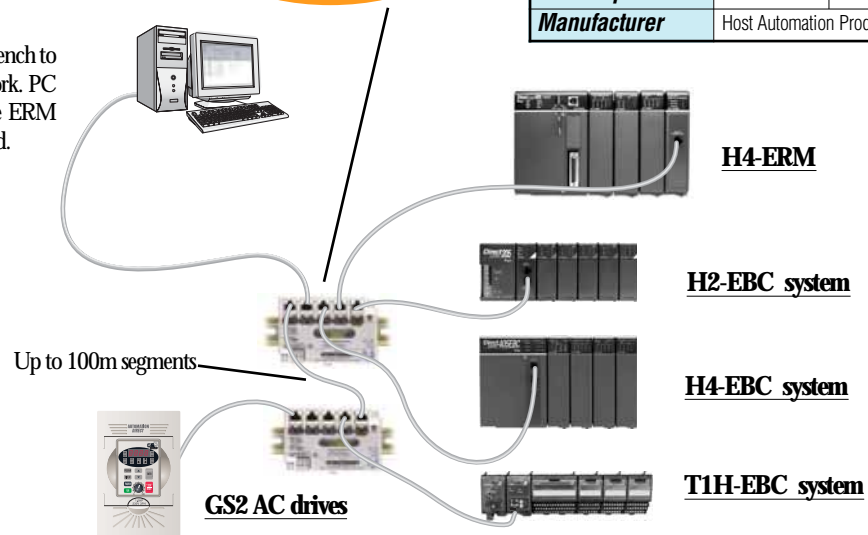 Manufacturer Host Automation Prod
ench to
rk. PC
e ERM
d.
H4-ERM
H2-EBC system
Up to 100m segments
H4-EBC system
GS2 AC drives
T1H-EBC system